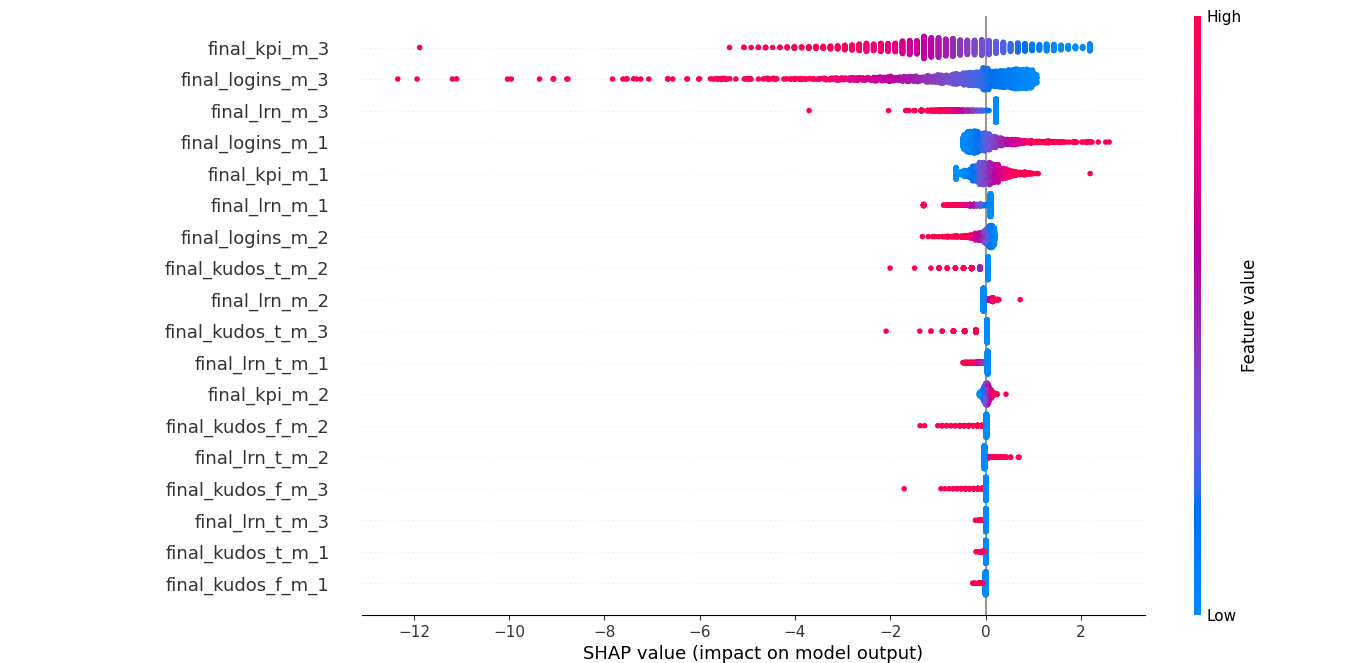 High
final_kpi_m_3
final_logins_m_3
final_lrn_m_3
final_logins_m_1
final_kpi_m_1
final_lrn_m_1
final_logins_m_2
final_kudos_t_m_2
final_lrn_m_2
final_kudos_t_m_3
final_lrn_t_m_1
final_kpi_m_2
final_kudos_f_m_2
final_lrn_t_m_2
final_kudos_f_m_3
final_lrn_t_m_3
final_kudos_t_m_1
final_kudos_f_m_1
Feature value
Low
−12 −10 −8 −6 −4 −2 0 2
SHAP value (impact on model output)